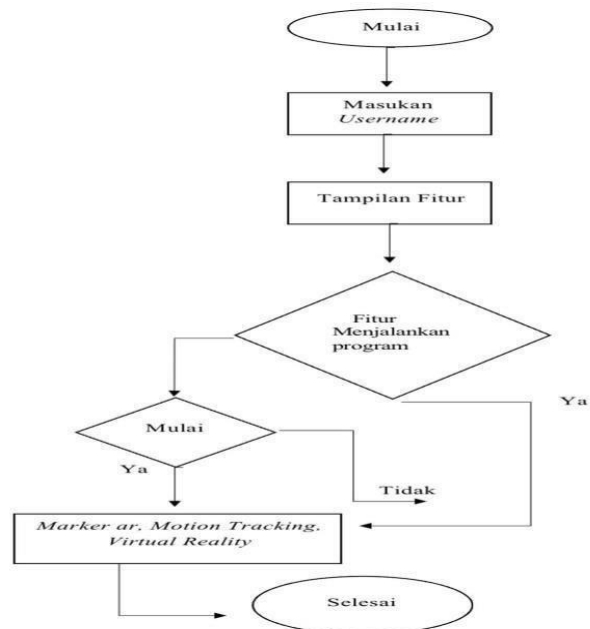 Mulai
Masukan
Username
Tampilan Fitur
Fitur
Menjalankan
program
Ya
Mulai
Ya
Tidak
Marker ar, Motion Tracking,
Virtual Reality
Selesai